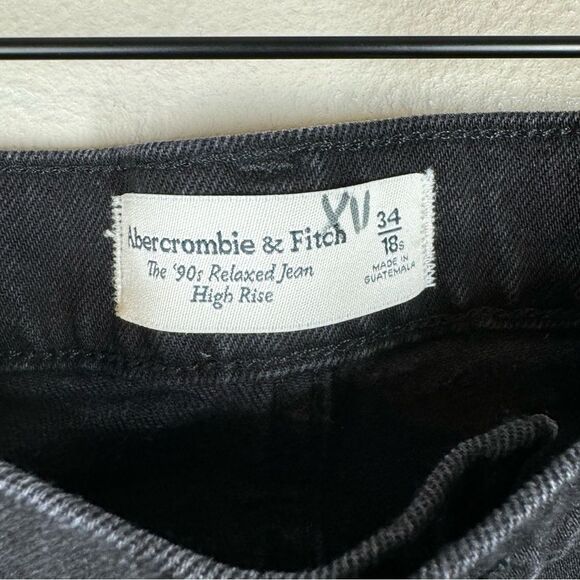 XV
Abercrombie & Fitch
The '90s Relaxed Jean
High Rise
34
18s
MADE IN
GUATEMALA